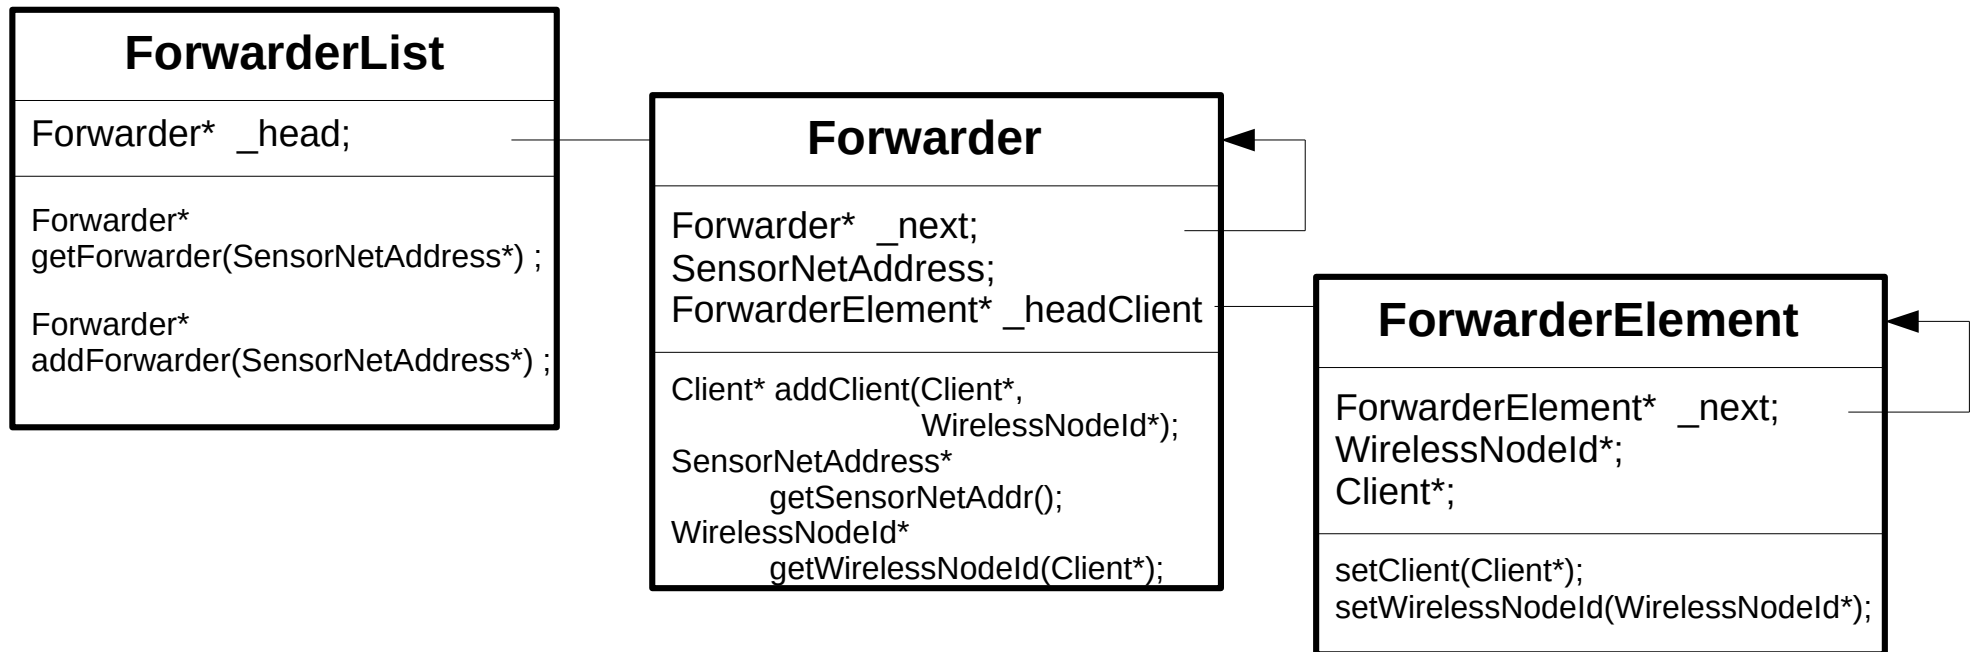 ForwarderList
Forwarder* _head;
Forwarder*
getForwarder(SensorNetAddress*) ;
Forwarder*
addForwarder(SensorNetAddress*) ;
Forwarder
Forwarder* _next;
SensorNetAddress;
ForwarderElement* _headClient
Client* addClient(Client*,
WirelessNodeId*);
SensorNetAddress*
getSensorNetAddr();
WirelessNodeId*
getWirelessNodeId(Client*);
ForwarderElement
ForwarderElement* _next;
WirelessNodeId*;
Client*;
setClient(Client*);
setWirelessNodeId(WirelessNodeId*);